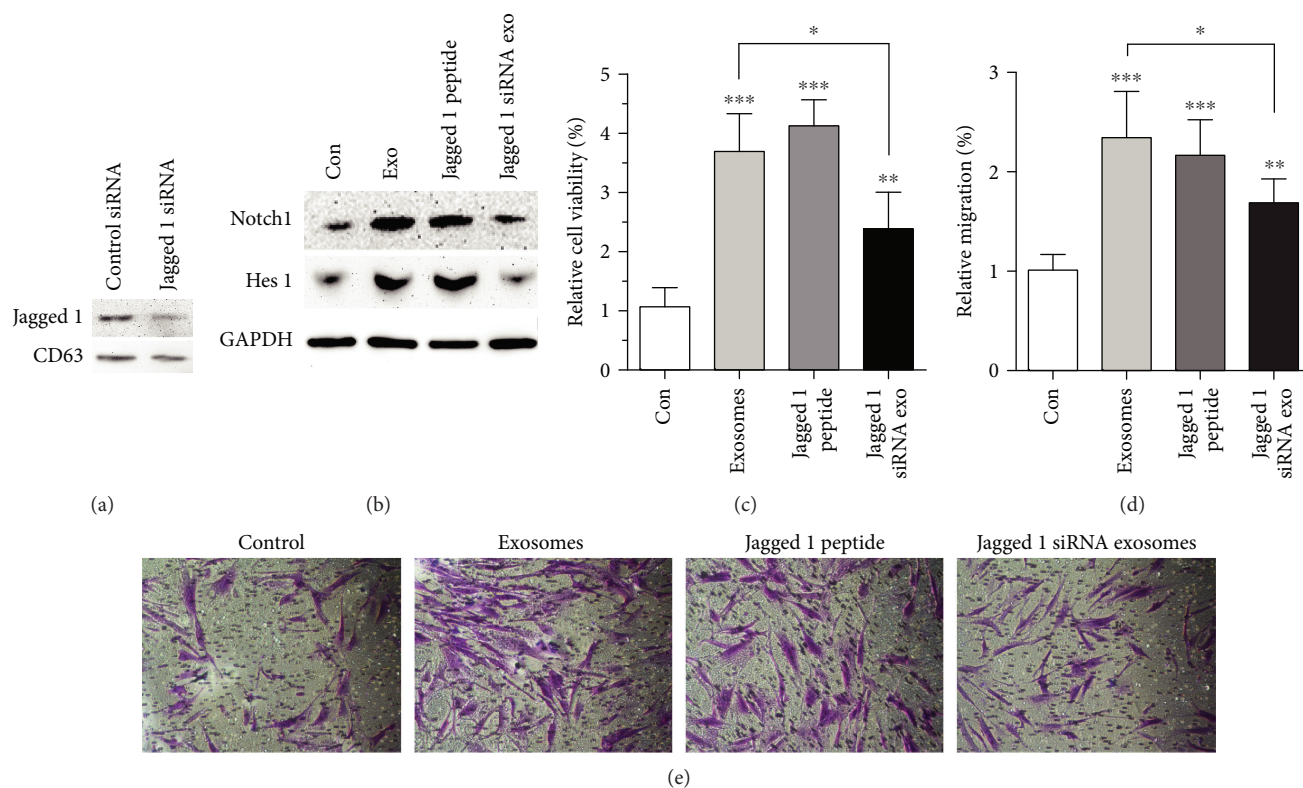 Control siRNA
Jagged 1 siRNA
Jagged 1
CD63
(a)
Con
Exo
Jagged 1 peptide
Jagged 1 siRNA exo
Notch1
Hes 1
GAPDH
(b)
*
***
***
**
Relative cell viability (%)
5
4
3
2
1
0
Con
Exosomes
Jagged 1
peptide
Jagged 1
siRNA exo
(c)
*
***
***
**
Relative migration (%)
3
2
1
0
Con
Exosomes
Jagged 1
peptide
Jagged 1
siRNA exo
(d)
Control
Exosomes
Jagged 1 peptide
Jagged 1 siRNA exosomes
(e)